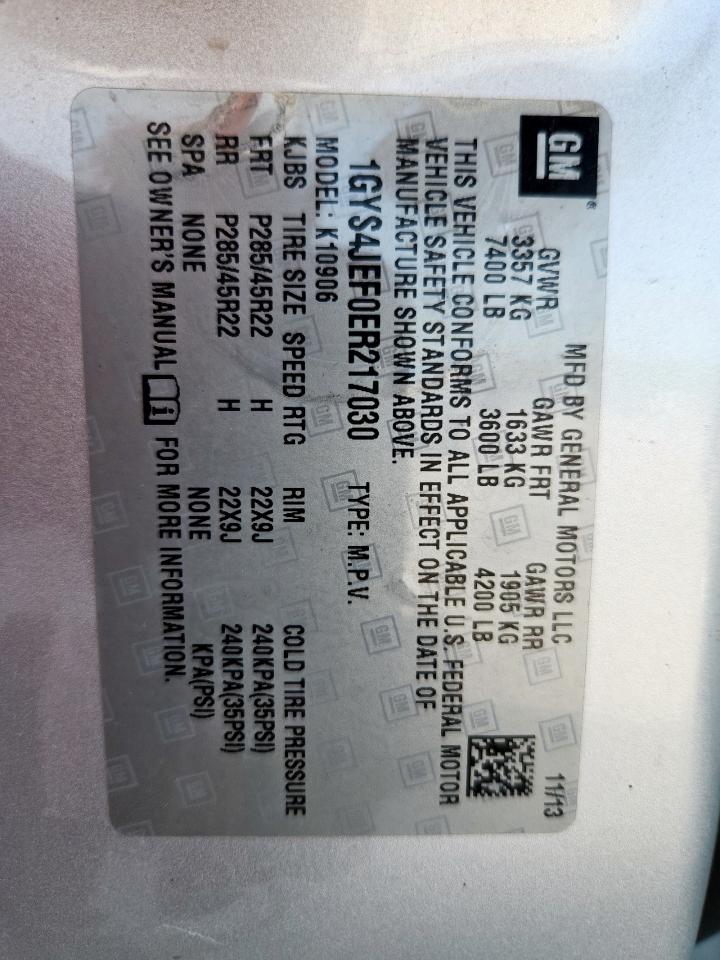 GM®
MFD BY GENERAL MOTORS LLC 11/13
GVWR GAWR FRT GAWR RR
3357 KG 1633 KG 1905 KG
7400 LB 3600 LB 4200 LB
THIS VEHICLE CONFORMS TO ALL APPLICABLE U.S. FEDERAL MOTOR
VEHICLE SAFETY STANDARDS IN EFFECT ON THE DATE OF
MANUFACTURE SHOWN ABOVE.
1GYS4JEF0ER217030 TYPE: M.P.V.
MODEL: K10906
KJBS TIRE SIZE SPEED RTG RIM COLD TIRE PRESSURE
FRT P285/45R22 H 22X9J 240KPA(35PSI)
RR P285/45R22 H 22X9J 240KPA(35PSI)
SPA NONE NONE KPA(PSI)
SEE OWNER'S MANUAL FOR MORE INFORMATION.